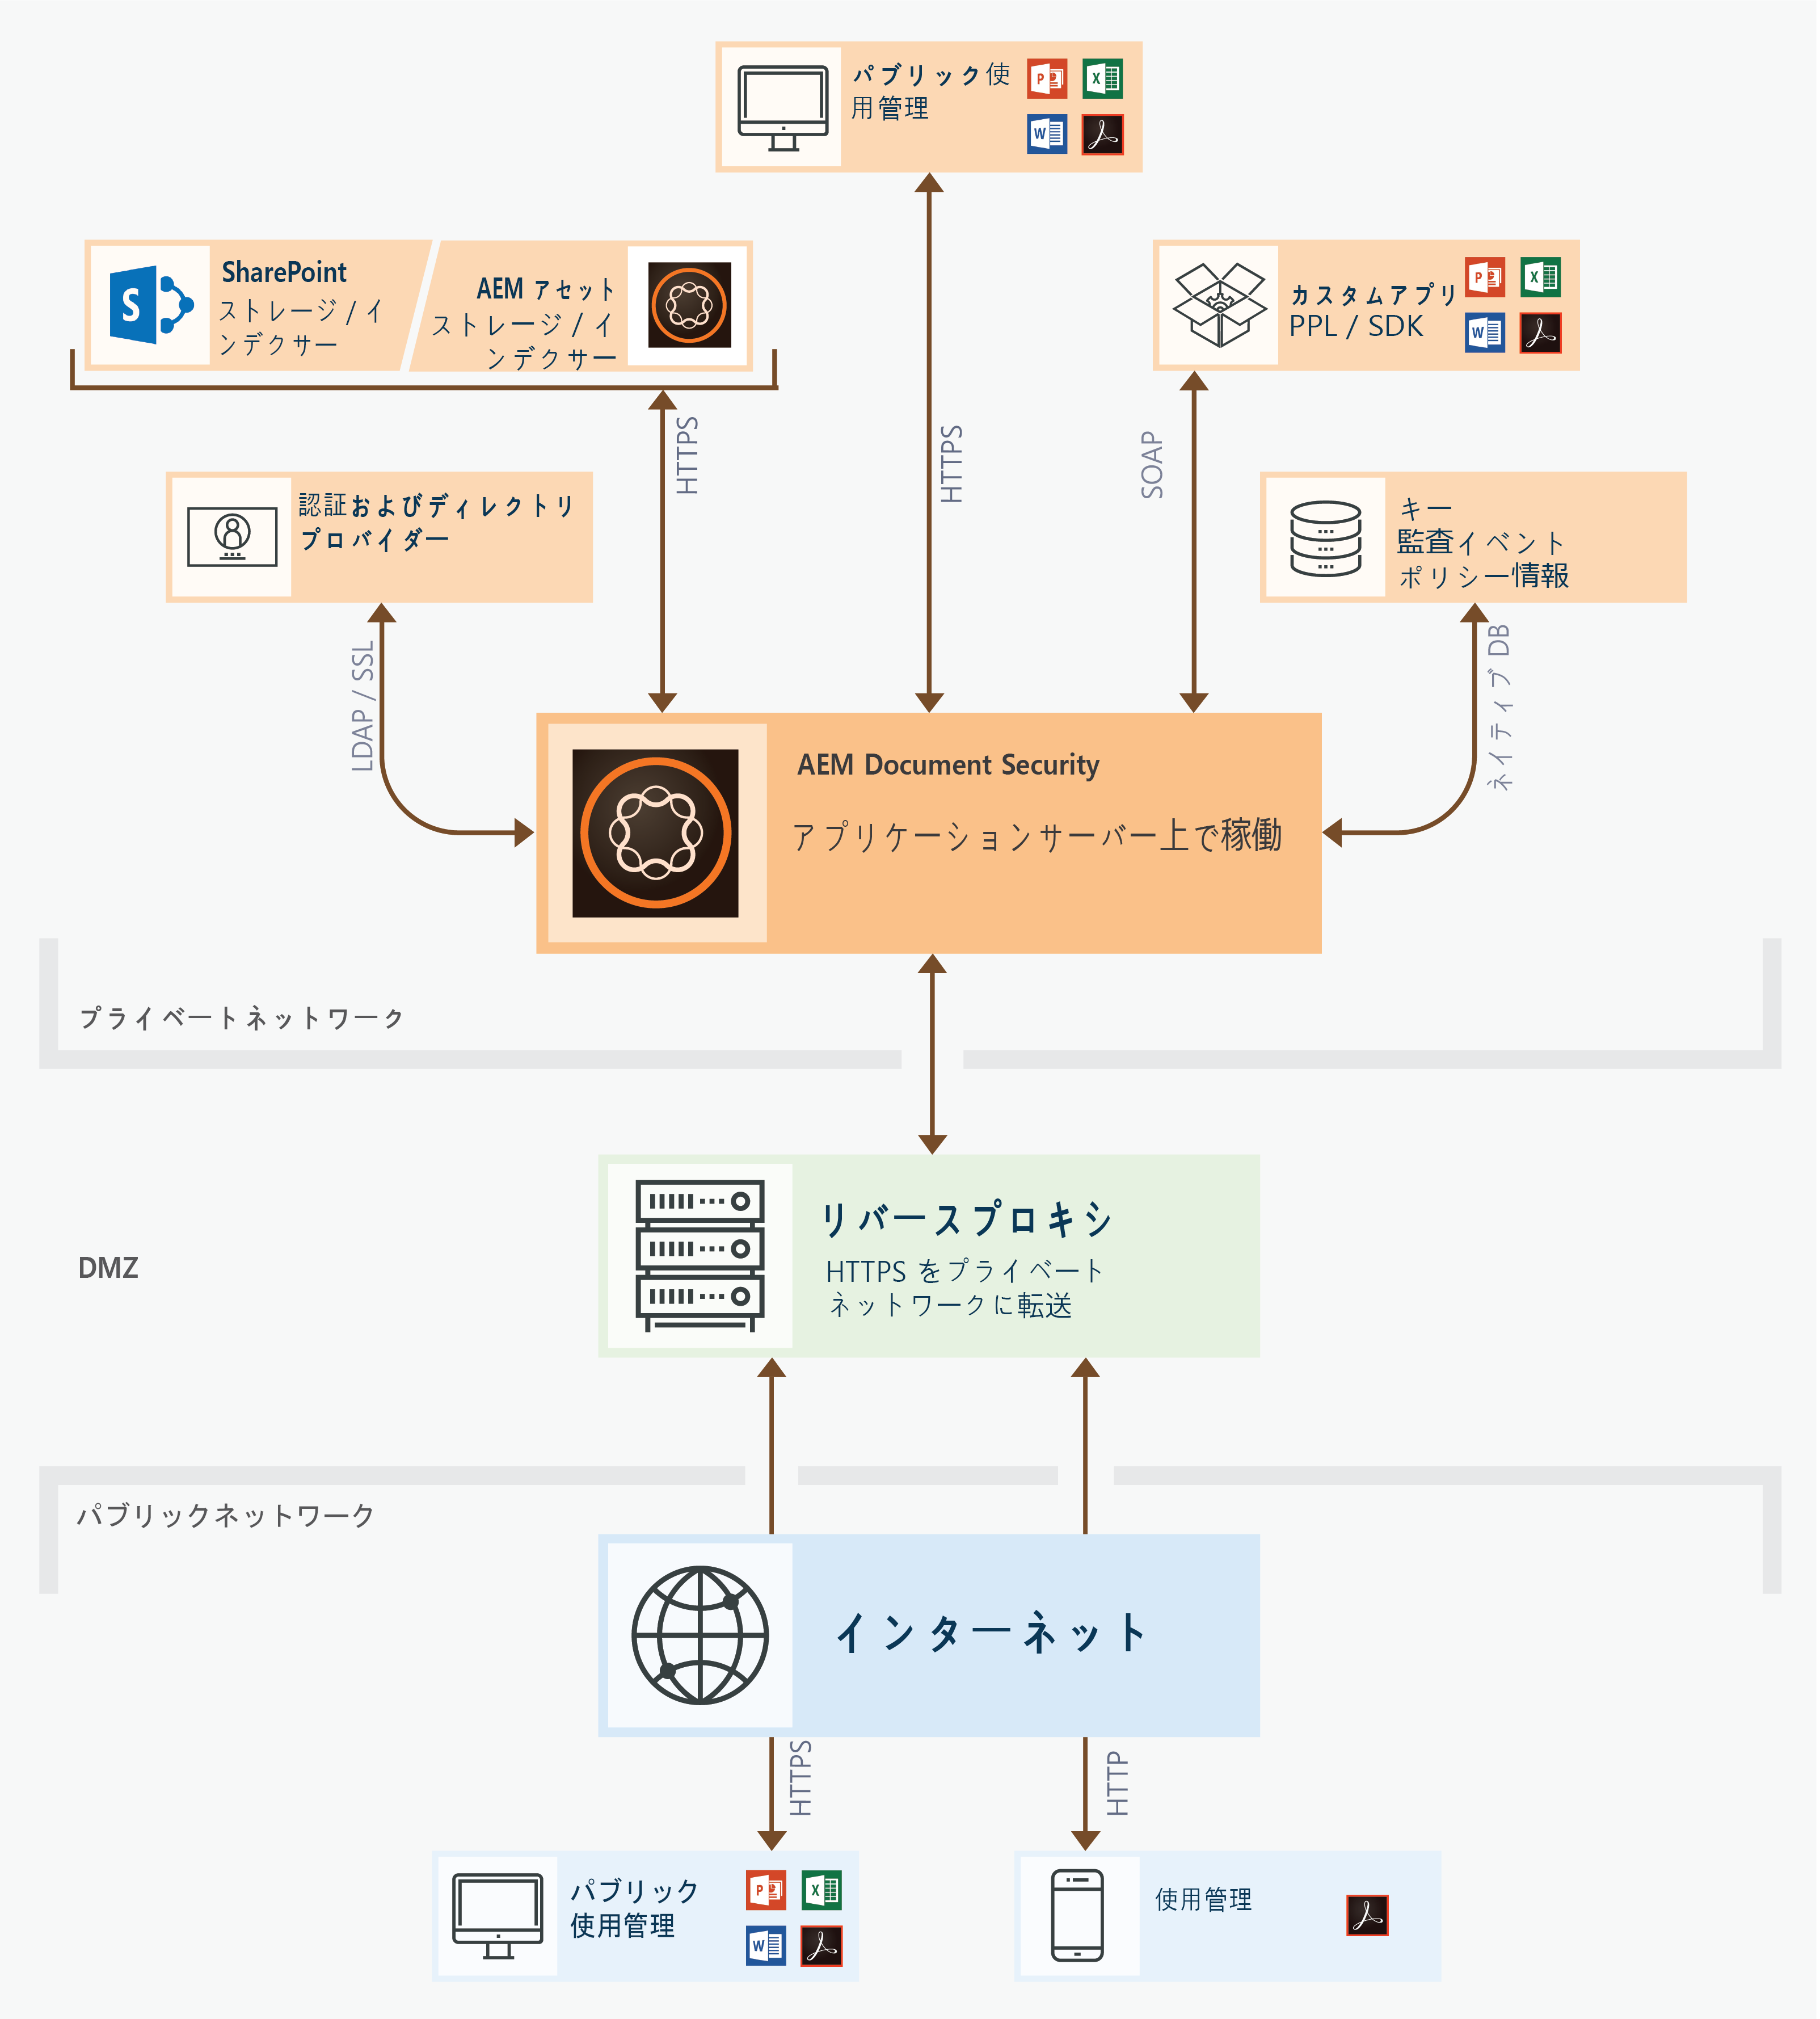 パブリック使
用管理
SharePoint
ストレージ / イ
ンデクサー
AEM アセット
ストレージ / イ
ンデクサー
カスタムアプリ
PPL / SDK
HTTPS
HTTPS
SOAP
認証およびディレクトリ
プロバイダー
キー
監査イベント
ポリシー情報
LDAP / SSL
ネイティブ DB
AEM Document Security
アプリケーションサーバー上で稼働
プライベートネットワーク
リバースプロキシ
HTTPS をプライベート
ネットワークに転送
DMZ
パブリックネットワーク
インターネット
HTTPS
HTTP
パブリック
使用管理
使用管理